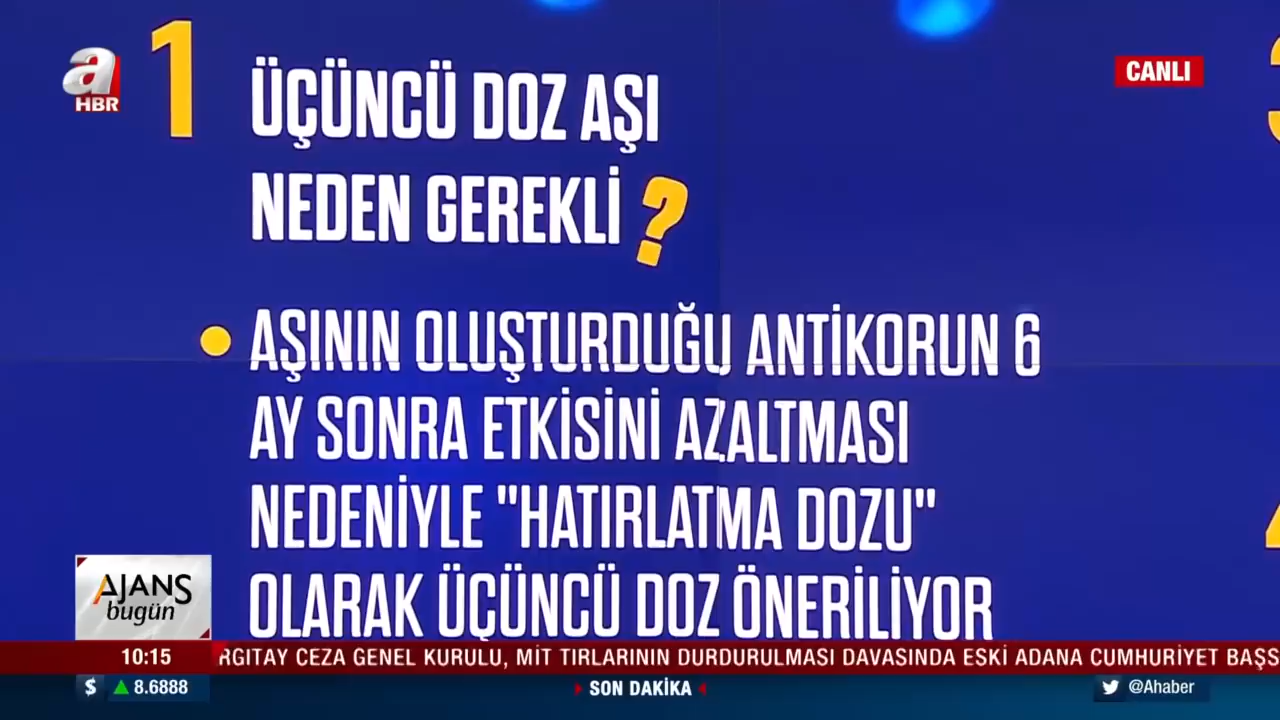 1
a
HBR
CANLI
ÜÇÜNCÜ DOZ AŞI
NEDEN GEREKLİ ?
AŞININ OLUŞTURDUĞU ANTİKORUN 6
AY SONRA ETKİSİNİ AZALTMASI
NEDENİYLE "HATIRLATMA DOZU"
OLARAK ÜÇÜNCÜ DOZ ÖNERİLİYOR
AJANS
bugün
10:15 RGITAY CEZA GENEL KURULU, MİT TIRLARININ DURDURULMASI DAVASINDA ESKİ ADANA CUMHURİYET BAŞS
$ 8.6888 SON DAKİKA @Ahaber